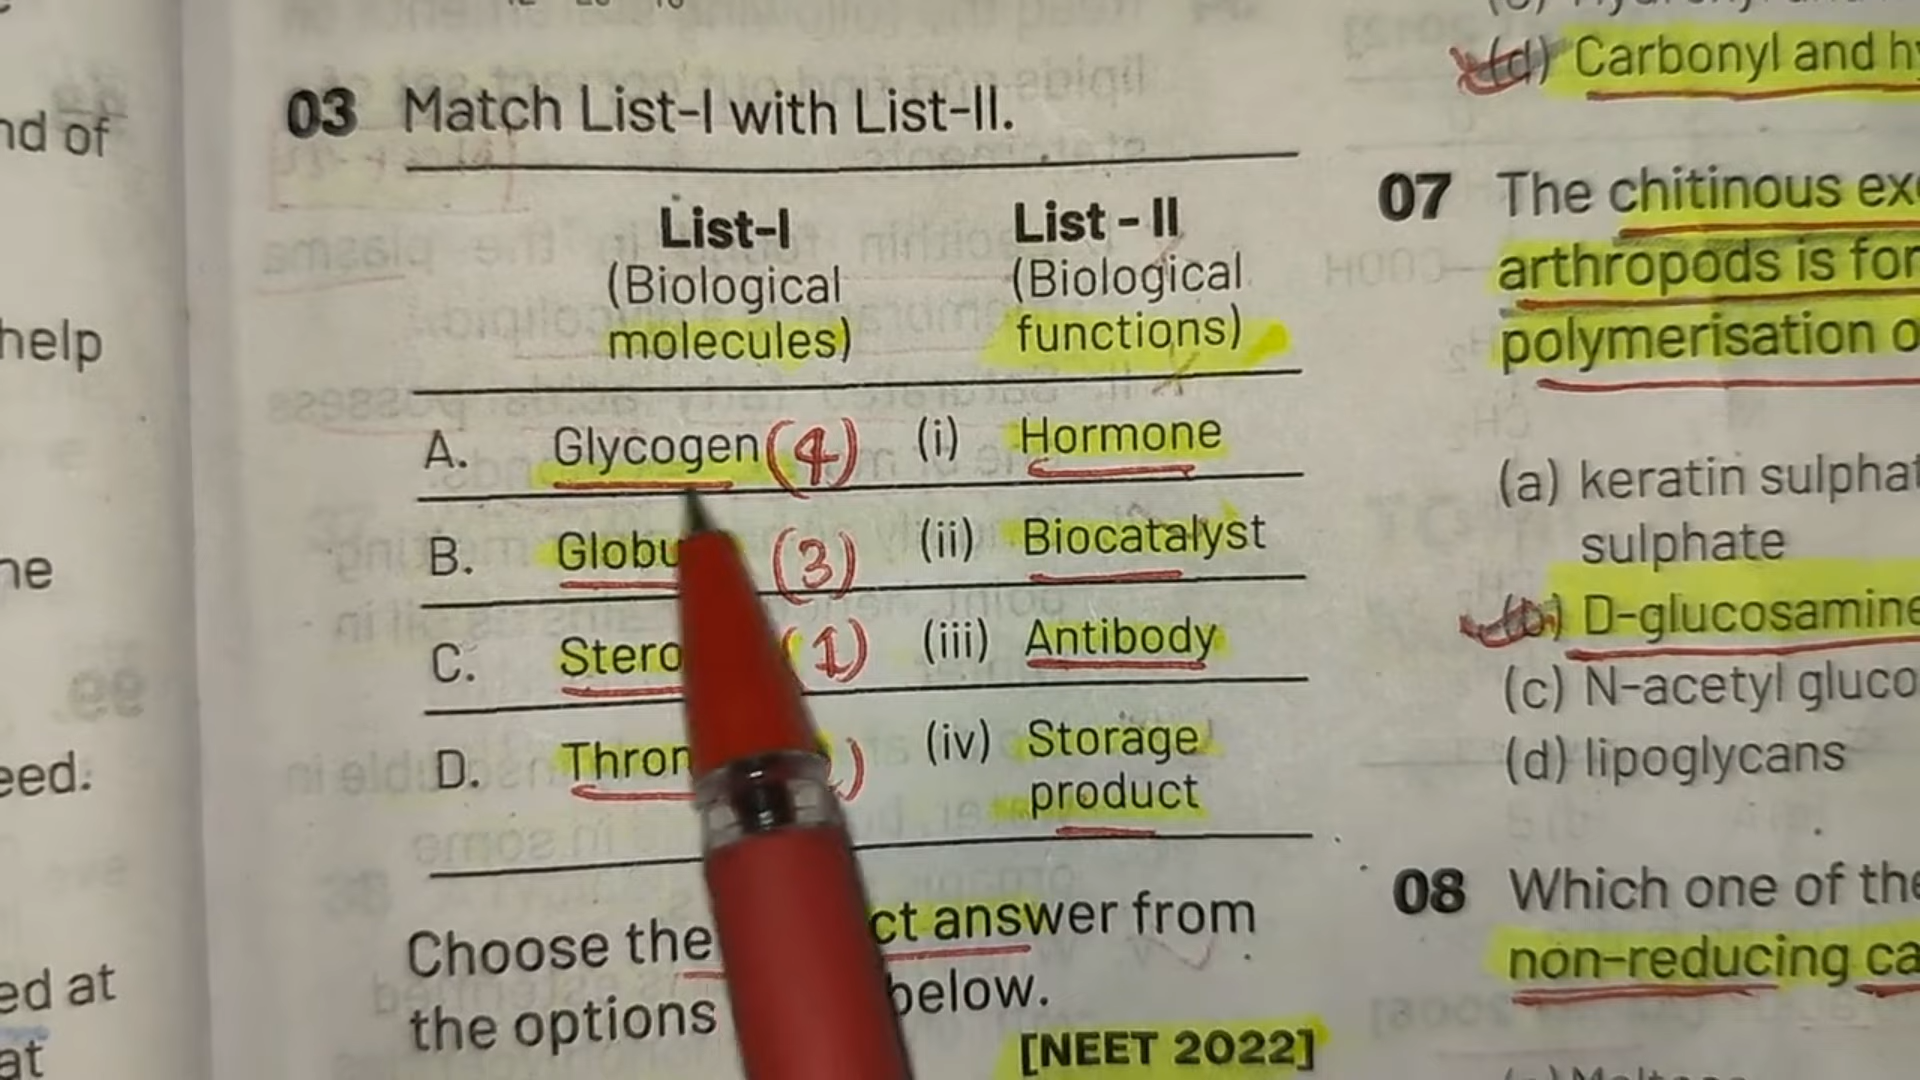 nd of
help
ne
eed.
ed at
at
03 Match List-I with List-II.
List-I List - II
(Biological (Biological
molecules) functions)
A. Glycogen (4) (i) Hormone
B. Globu (3) (ii) Biocatalyst
C. Stero (1) (iii) Antibody
D. Thron (iv) Storage
product
Choose the ct answer from
the options below.
[NEET 2022]
(d) Carbonyl and hy
07 The chitinous exo
arthropods is for
polymerisation o
(a) keratin sulphat
sulphate
(b) D-glucosamine
(c) N-acetyl gluco
(d) lipoglycans
08 Which one of the
non-reducing ca